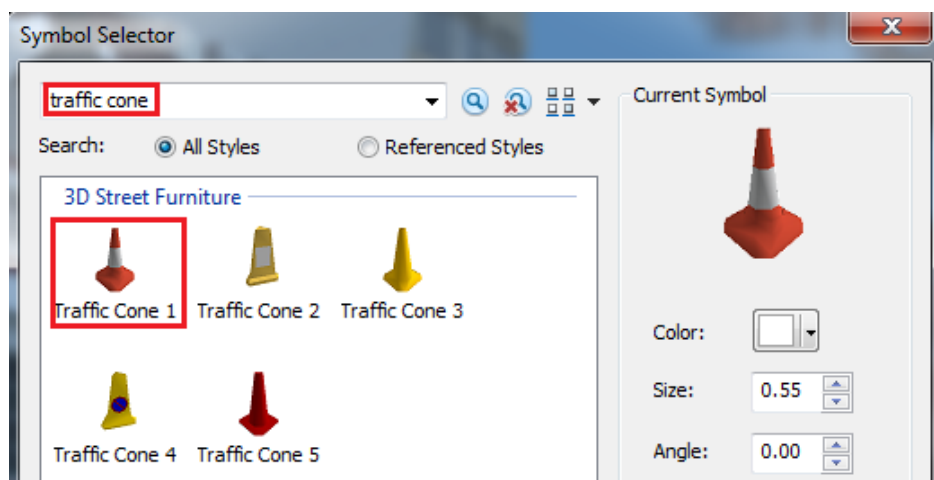 Symbol Selector
traffic cone
Search:
All Styles
Referenced Styles
3D Street Furniture
Traffic Cone 1
Traffic Cone 2
Traffic Cone 3
Traffic Cone 4
Traffic Cone 5
Current Symbol
Color:
Size: 0.55
Angle: 0.00